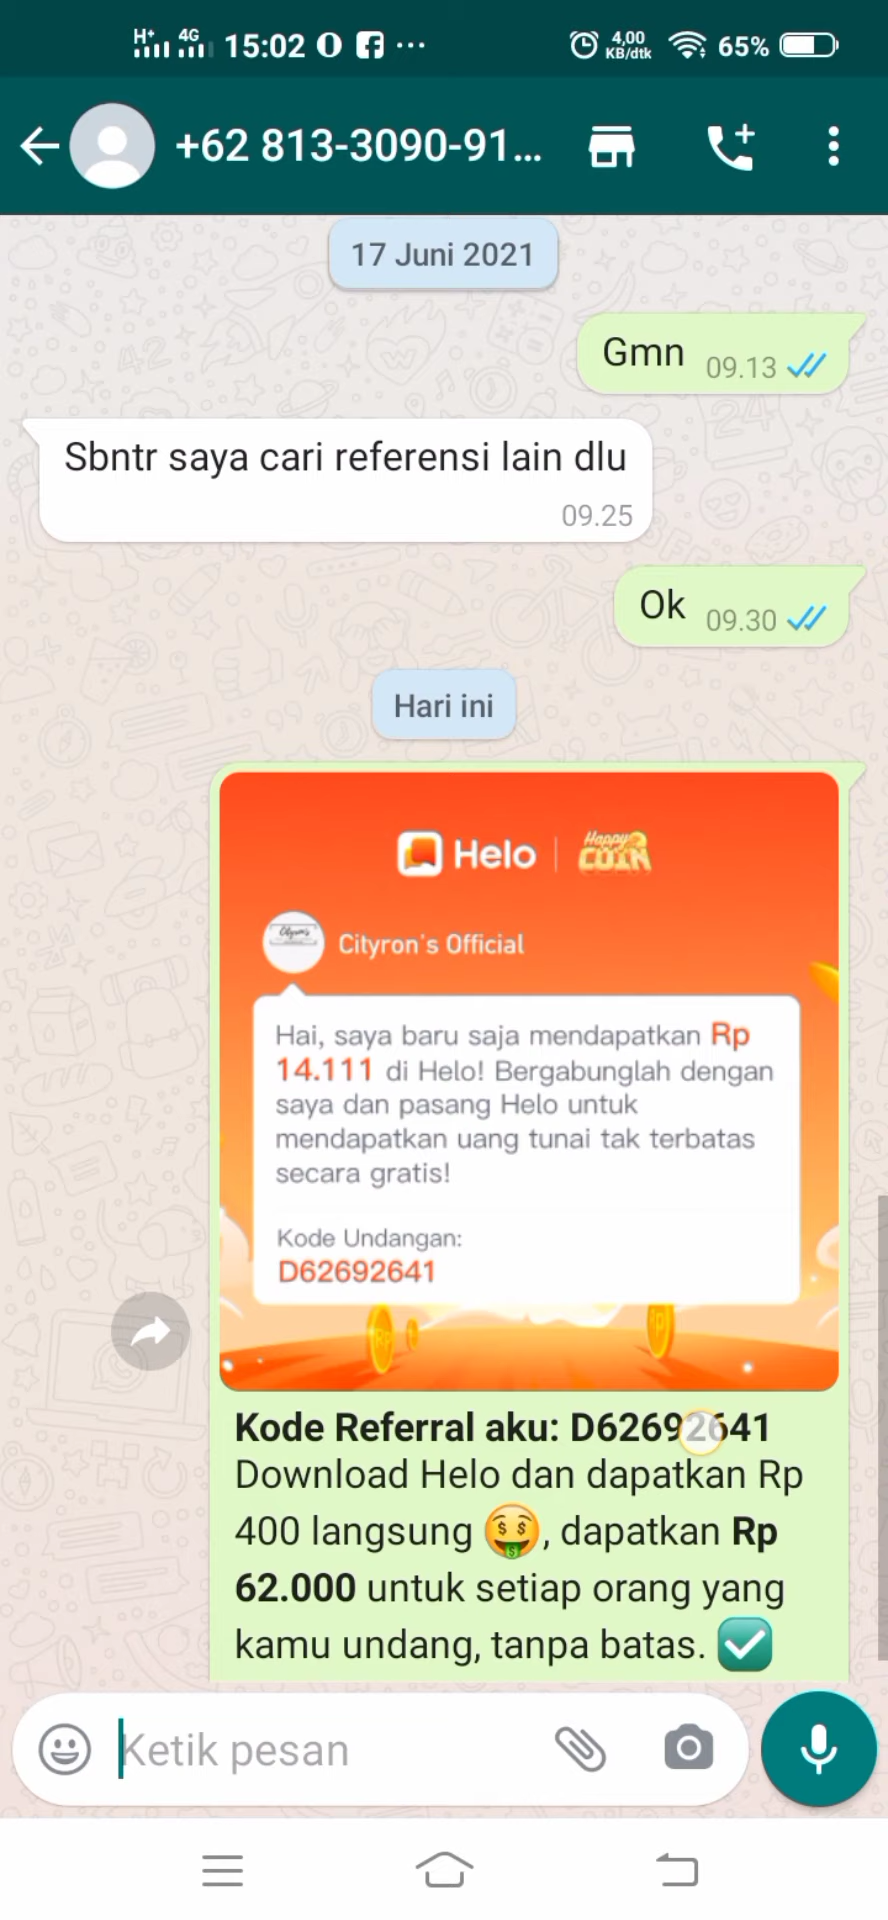 H+ 4G 15:02 4,00 KB/dtk 65%
+62 813-3090-91...
17 Juni 2021
Gmn 09.13
Sbntr saya cari referensi lain dlu
09.25
Ok 09.30
Hari ini
Helo | Happy COIN
Cityron's Official
Hai, saya baru saja mendapatkan Rp
14.111 di Helo! Bergabunglah dengan
saya dan pasang Helo untuk
mendapatkan uang tunai tak terbatas
secara gratis!
Kode Undangan:
D62692641
Kode Referral aku: D62692641
Download Helo dan dapatkan Rp
400 langsung 🤑, dapatkan Rp
62.000 untuk setiap orang yang
kamu undang, tanpa batas. ✅
Ketik pesan